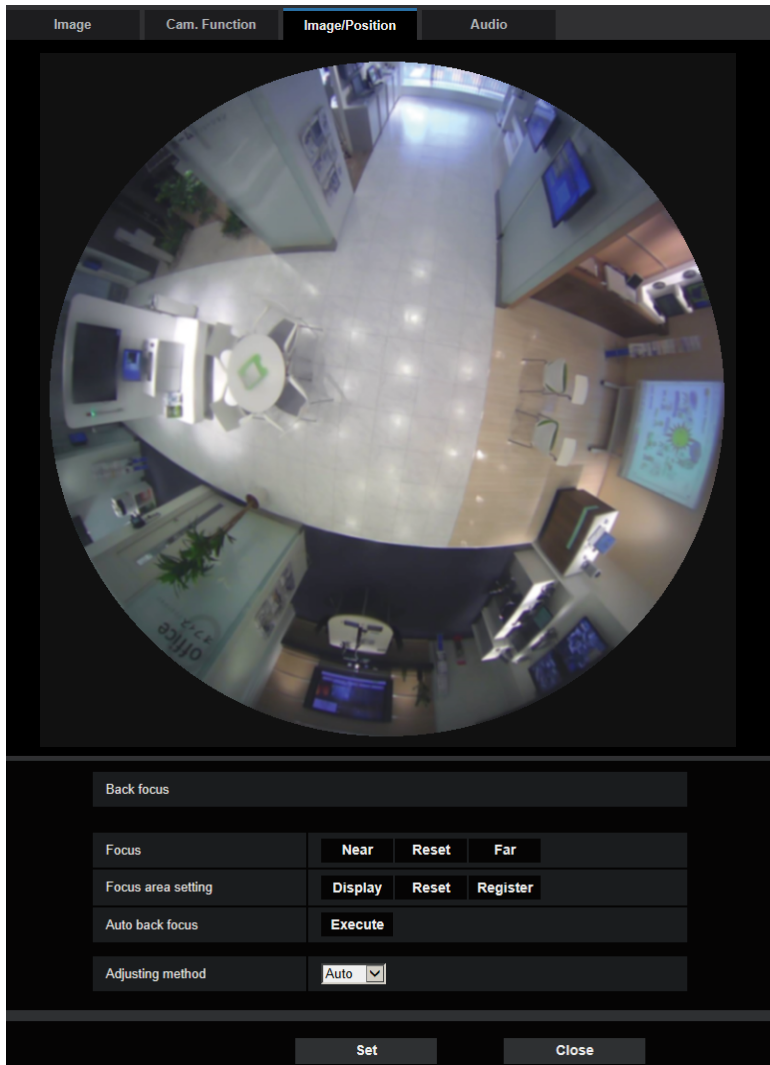 Image Cam. Function Image/Position Audio
office
Back focus
Focus Near Reset Far
Focus area setting Display Reset Register
Auto back focus Execute
Adjusting method Auto
Set Close